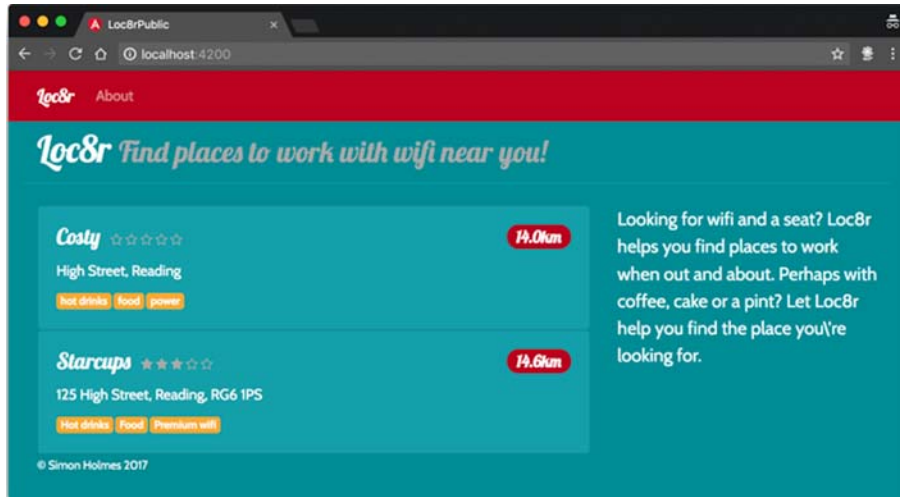 Loc8rPublic
localhost:4200
Loc8r About
Loc8r Find places to work with wifi near you!
Costy
14.0km
High Street, Reading
hot drinks food power
Starcups
14.6km
125 High Street, Reading, RG6 1PS
Hot drinks Food Premium wifi
© Simon Holmes 2017
Looking for wifi and a seat? Loc8r
helps you find places to work
when out and about. Perhaps with
coffee, cake or a pint? Let Loc8r
help you find the place you\'re
looking for.